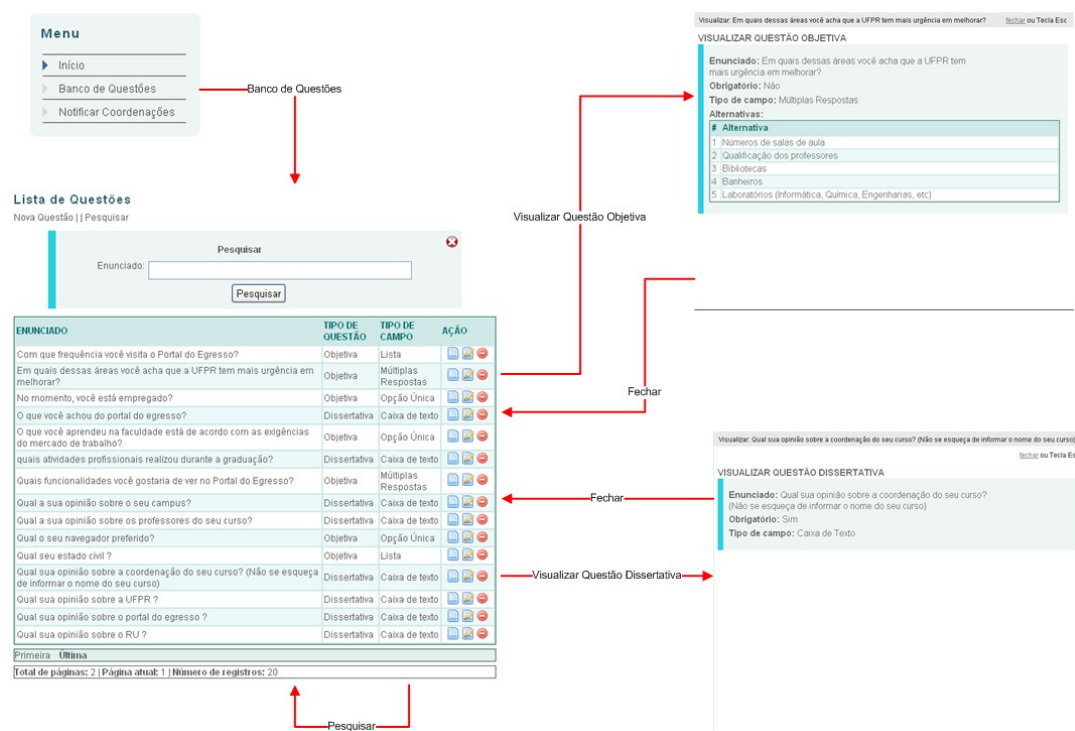 Menu
Início
Banco de Questões
Notificar Coordenações
Banco de Questões
Lista de Questões
Nova Questão || Pesquisar
Pesquisar
Enunciado:
Pesquisar
ENUNCIADO TIPO DE QUESTÃO TIPO DE CAMPO AÇÃO
Com que frequência você visita o Portal do Egresso? Objetiva Lista
Em quais dessas áreas você acha que a UFPR tem mais urgência em melhorar? Objetiva Múltiplas Respostas
No momento, você está empregado? Objetiva Opção Única
O que você achou do portal do egresso? Dissertativa Caixa de texto
O que você aprendeu na faculdade está de acordo com as exigências do mercado de trabalho? Objetiva Opção Única
quais atividades profissionais realizou durante a graduação? Dissertativa Caixa de texto
Quais funcionalidades você gostaria de ver no Portal do Egresso? Objetiva Múltiplas Respostas
Qual a sua opinião sobre o seu campus? Dissertativa Caixa de texto
Qual a sua opinião sobre os professores do seu curso? Dissertativa Caixa de texto
Qual o seu navegador preferido? Objetiva Opção Única
Qual seu estado civil ? Objetiva Lista
Qual sua opinião sobre a coordenação do seu curso? (Não se esqueça de informar o nome do seu curso) Dissertativa Caixa de texto
Qual sua opinião sobre a UFPR ? Dissertativa Caixa de texto
Qual sua opinião sobre o portal do egresso ? Dissertativa Caixa de texto
Qual sua opinião sobre o RU ? Dissertativa Caixa de texto
Primeira Última
Total de páginas: 2 | Página atual: 1 | Número de registros: 20
Pesquisar
Visualizar Questão Objetiva
Fechar
Fechar
Visualizar Questão Dissertativa
Visualizar: Em quais dessas áreas você acha que a UFPR tem mais urgência em melhorar? fechar ou Tecla Esc
VISUALIZAR QUESTÃO OBJETIVA
Enunciado: Em quais dessas áreas você acha que a UFPR tem
mais urgência em melhorar?
Obrigatório: Não
Tipo de campo: Múltiplas Respostas
Alternativas:
# Alternativa
1 Números de salas de aula
2 Qualificação dos professores
3 Bibliotecas
4 Banheiros
5 Laboratórios (Informática, Química, Engenharias, etc)
Visualizar: Qual sua opinião sobre a coordenação do seu curso? (Não se esqueça de informar o nome do seu curso)
fechar ou Tecla Es
VISUALIZAR QUESTÃO DISSERTATIVA
Enunciado: Qual sua opinião sobre a coordenação do seu curso?
(Não se esqueça de informar o nome do seu curso)
Obrigatório: Sim
Tipo de campo: Caixa de Texto